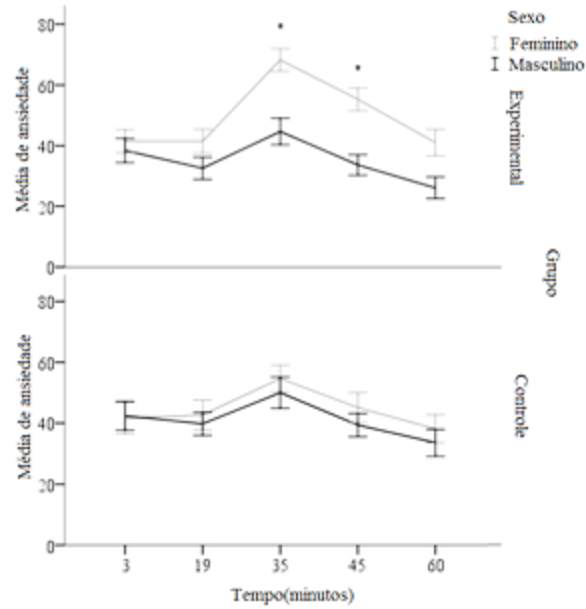 Sexo
Feminino
Masculino
Média de ansiedade
80
60
40
20
0
*
*
Experimental
Grupo
Média de ansiedade
80
60
40
20
0
Controle
3 19 35 45 60
Tempo(minutos)